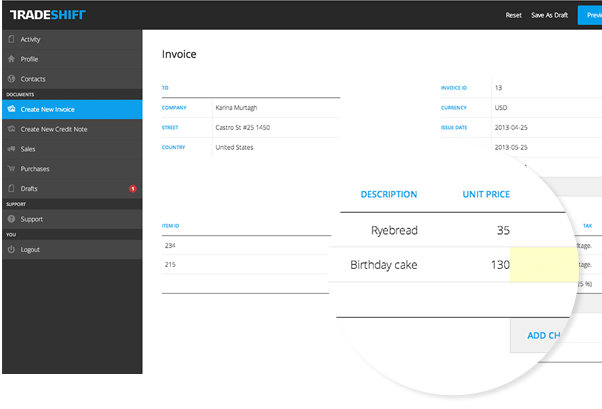 TRADESHIFT
Reset Save As Draft Previ
Activity
Profile
Contacts
DOCUMENTS
Create New Invoice
Create New Credit Note
Sales
Purchases
Drafts 1
SUPPORT
Support
YOU
Logout
Invoice
TO
COMPANY Karina Murtagh
STREET Castro St #25 1450
COUNTRY United States
INVOICE ID 13
CURRENCY USD
ISSUE DATE 2013-04-25
2013-05-25
ITEM ID
234
215
DESCRIPTION UNIT PRICE
Ryebread 35
Birthday cake 130
ADD CH
TAX
tage.
tage.
25 %)